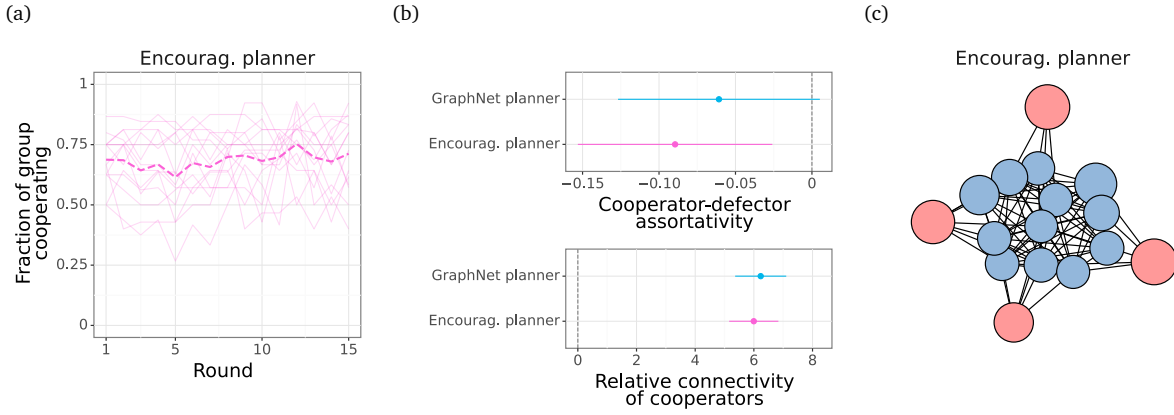 (a)
Encourag. planner
Fraction of group
cooperating
1
0.75
0.50
0.25
0
1
5
10
15
Round
(b)
GraphNet planner
Encourag. planner
−0.15
−0.10
−0.05
0
Cooperator-defector
assortativity
GraphNet planner
Encourag. planner
0
2
4
6
8
Relative connectivity
of cooperators
(c)
Encourag. planner